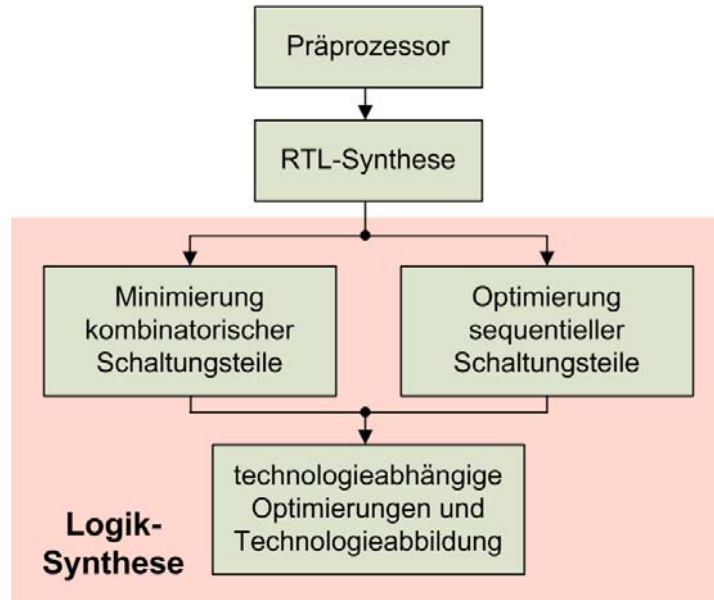 Präprozessor
RTL-Synthese
Minimierung
kombinatorischer
Schaltungsteile
Optimierung
sequentieller
Schaltungsteile
technologieabhängige
Optimierungen und
Technologieabbildung
Logik-
Synthese